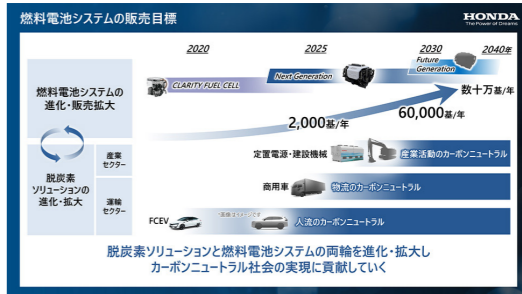 燃料電池システムの販売目標
HONDA
The Power of Dreams
2020
2025
2030
2040年
燃料電池システムの
進化・販売拡大
CLARITY FUEL CELL
Next Generation
Future
Generation
2,000基/年
60,000基/年
数十万基/年
脱炭素
ソリューションの
進化・拡大
産業
セクター
運輸
セクター
定置電源・建設機械
産業活動のカーボンニュートラル
商用車
物流のカーボンニュートラル
FCEV
*画像はイメージです
人流のカーボンニュートラル
脱炭素ソリューションと燃料電池システムの両輪を進化・拡大し
カーボンニュートラル社会の実現に貢献していく